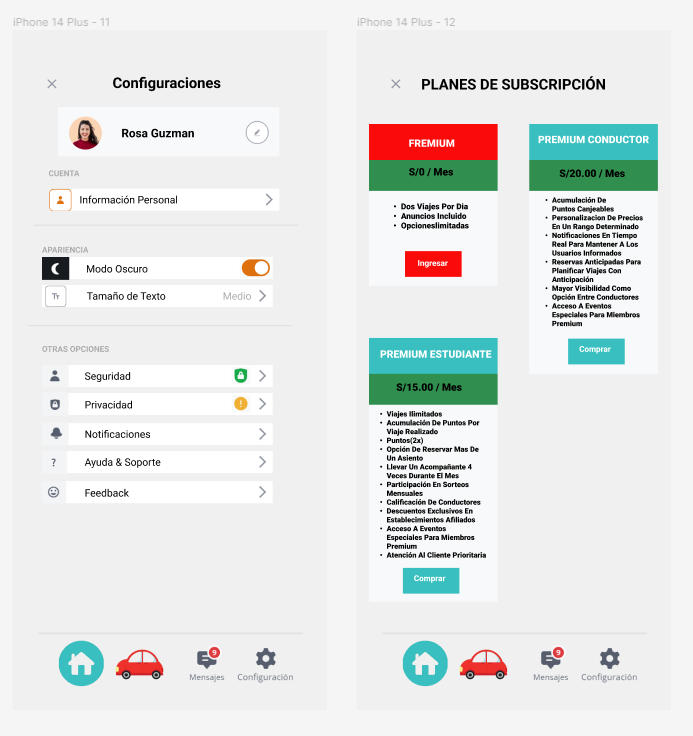 iPhone 14 Plus - 11
Configuraciones
Rosa Guzman
CUENTA
Información Personal
APARIENCIA
Modo Oscuro
Tr
Tamaño de Texto
Medio
OTRAS OPCIONES
Seguridad
Privacidad
!
Notificaciones
?
Ayuda & Soporte
Feedback
9
Mensajes
Configuración
iPhone 14 Plus - 12
PLANES DE SUBSCRIPCIÓN
FREMIUM
S/0 / Mes
• Dos Viajes Por Dia
• Anuncios Incluido
• Opcioneslimitadas
Ingresar
PREMIUM CONDUCTOR
S/20.00 / Mes
• Acumulación De
Puntos Canjeables
• Personalizacion De Precios
En Un Rango Determinado
• Notificaciones En Tiempo
Real Para Mantener A Los
Usuarios Informados
• Reservas Anticipadas Para
Planificar Viajes Con
Anticipación
• Mayor Visibilidad Como
Opción Entre Conductores
• Acceso A Eventos
Especiales Para Miembros
Premium
Comprar
PREMIUM ESTUDIANTE
S/15.00 / Mes
• Viajes Ilimitados
• Acumulación De Puntos Por
Viaje Realizado
• Puntos(2x)
• Opción De Reservar Mas De
Un Asiento
• Llevar Un Acompañante 4
Veces Durante El Mes
• Participación En Sorteos
Mensuales
• Calificación De Conductores
• Descuentos Exclusivos En
Establecimientos Afiliados
• Acceso A Eventos
Especiales Para Miembros
Premium
• Atención Al Cliente Prioritaria
Comprar
9
Mensajes
Configuración